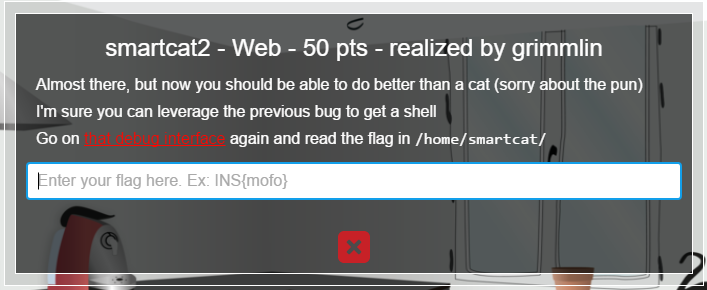 smartcat2 - Web - 50 pts - realized by grimmlin
Almost there, but now you should be able to do better than a cat (sorry about the pun)
I'm sure you can leverage the previous bug to get a shell
Go on that debug interface again and read the flag in /home/smartcat/
Enter your flag here. Ex: INS{mofo}
2